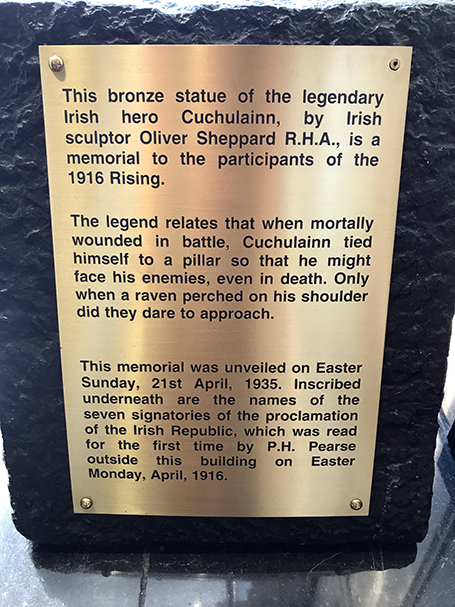 This bronze statue of the legendary
Irish hero Cuchulainn, by Irish
sculptor Oliver Sheppard R.H.A., is a
memorial to the participants of the
1916 Rising.
The legend relates that when mortally
wounded in battle, Cuchulainn tied
himself to a pillar so that he might
face his enemies, even in death. Only
when a raven perched on his shoulder
did they dare to approach.
This memorial was unveiled on Easter
Sunday, 21st April, 1935. Inscribed
underneath are the names of the
seven signatories of the proclamation
of the Irish Republic, which was read
for the first time by P.H. Pearse
outside this building on Easter
Monday, April, 1916.